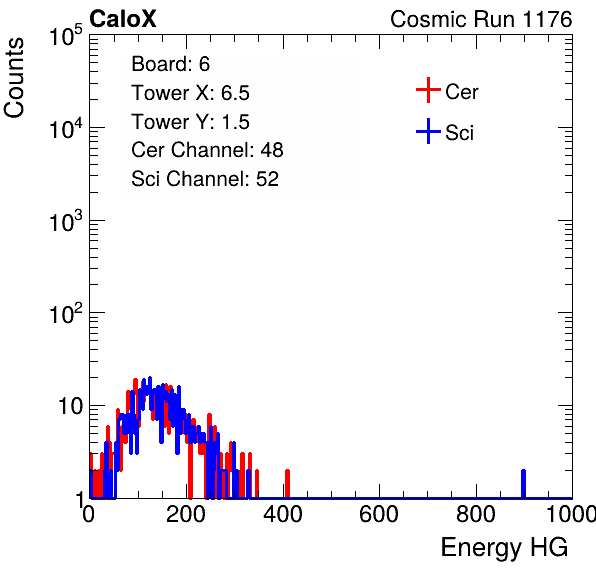 CaloX Cosmic Run 1176
Counts
Board: 6
Tower X: 6.5
Tower Y: 1.5
Cer Channel: 48
Sci Channel: 52
Cer
Sci
10^5
10^4
10^3
10^2
10
1
0 200 400 600 800 1000
Energy HG